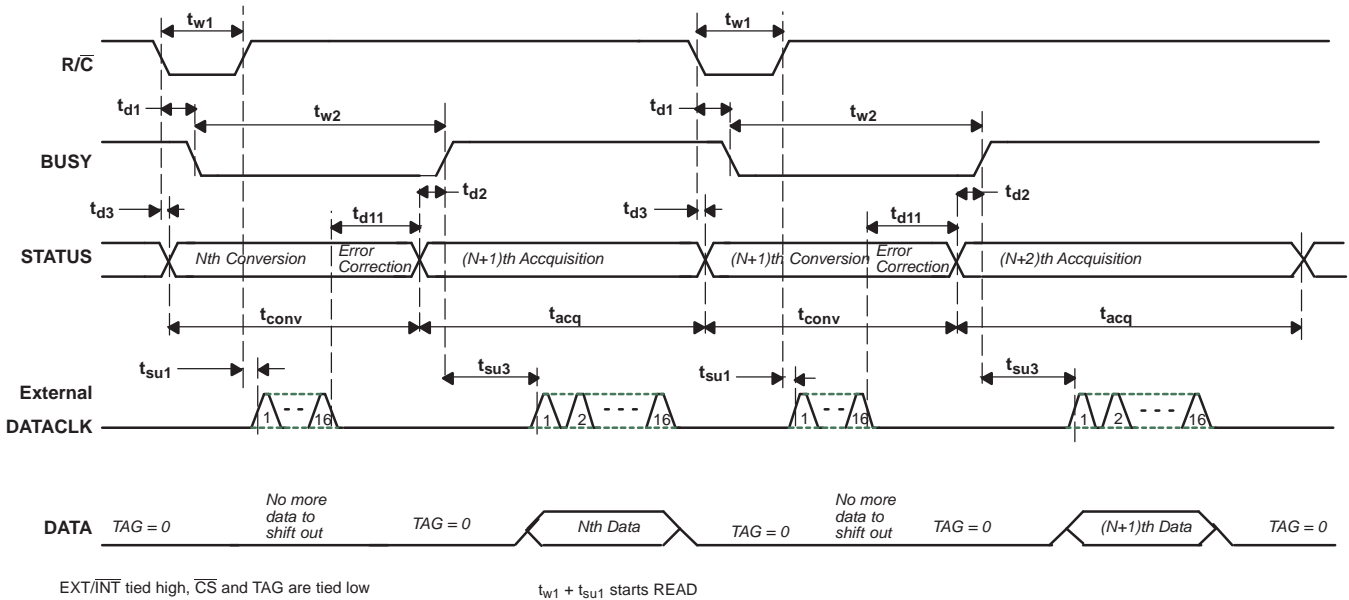 tw1 tw1
R/C̅
td1 tw2 td1 tw2
BUSY
td2 td2
td3 td11 td3 td11
STATUS Nth Conversion Error Correction (N+1)th Accquisition (N+1)th Conversion Error Correction (N+2)th Accquisition
tconv tacq tconv tacq
tsu1 tsu3 tsu1 tsu3
External
DATACLK 1 - - 16 1 2 - - - 16 1 - - 16 1 2 - - - 16
No more data to shift out No more data to shift out
DATA TAG = 0 TAG = 0 Nth Data TAG = 0 TAG = 0 (N+1)th Data TAG = 0
EXT/I̅N̅T̅ tied high, C̅S̅ and TAG are tied low tw1 + tsu1 starts READ